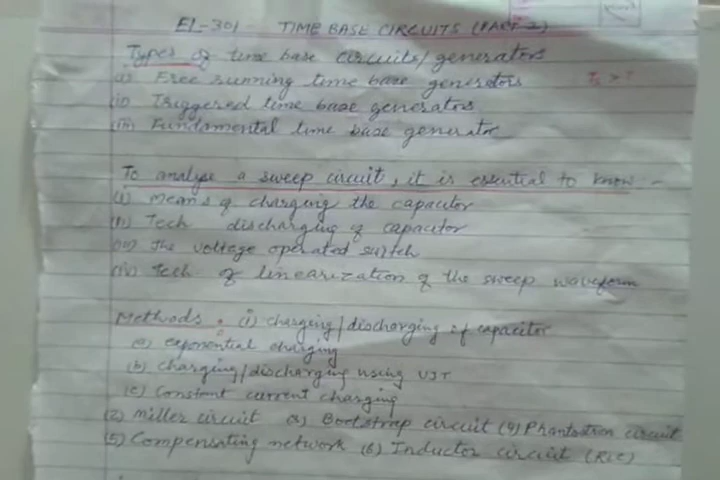 EL-301 TIME BASE CIRCUITS (PART 2)
Types of time base circuits/generators
(i) Free running time base generators
(ii) Triggered time base generators
(iii) Fundamental time base generator
To analyse a sweep circuit, it is essential to know -
(i) Means of charging the capacitor
(ii) Tech discharging of capacitor
(iii) The voltage operated switch
(iv) Tech of linearization of the sweep waveform
Methods : (i) charging/discharging of capacitor
(a) exponential charging
(b) charging/discharging using UJT
(c) Constant current charging
(2) Miller circuit (3) Bootstrap circuit (4) Phantastron circuit
(5) Compensating network (6) Inductor circuit (RLC)